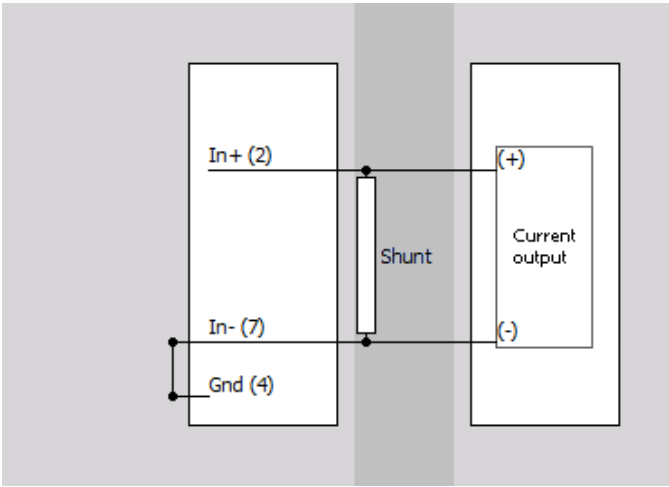 In+ (2)
(+)
Current
output
Shunt
In- (7)
(-)
Gnd (4)